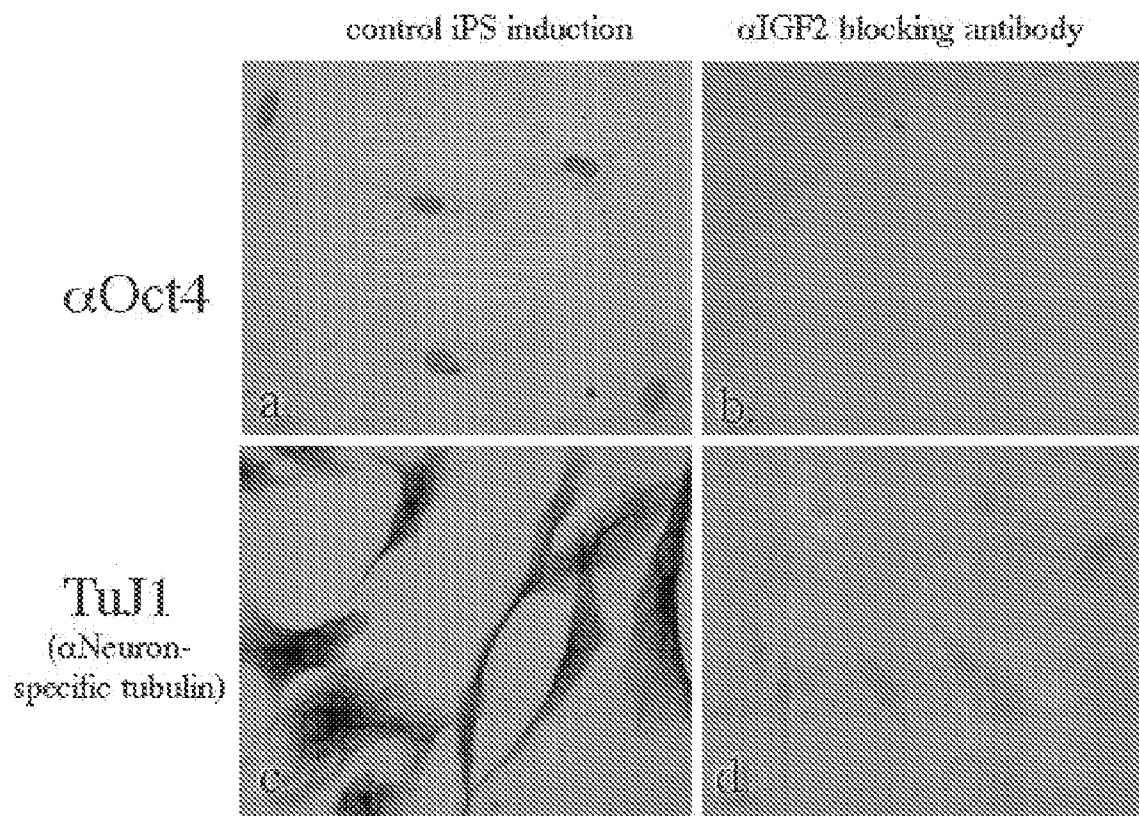 control iPS induction
αIGF2 blocking antibody
αOct4
a.
b.
TuJ1
(αNeuron-
specific tubulin)
c.
d.